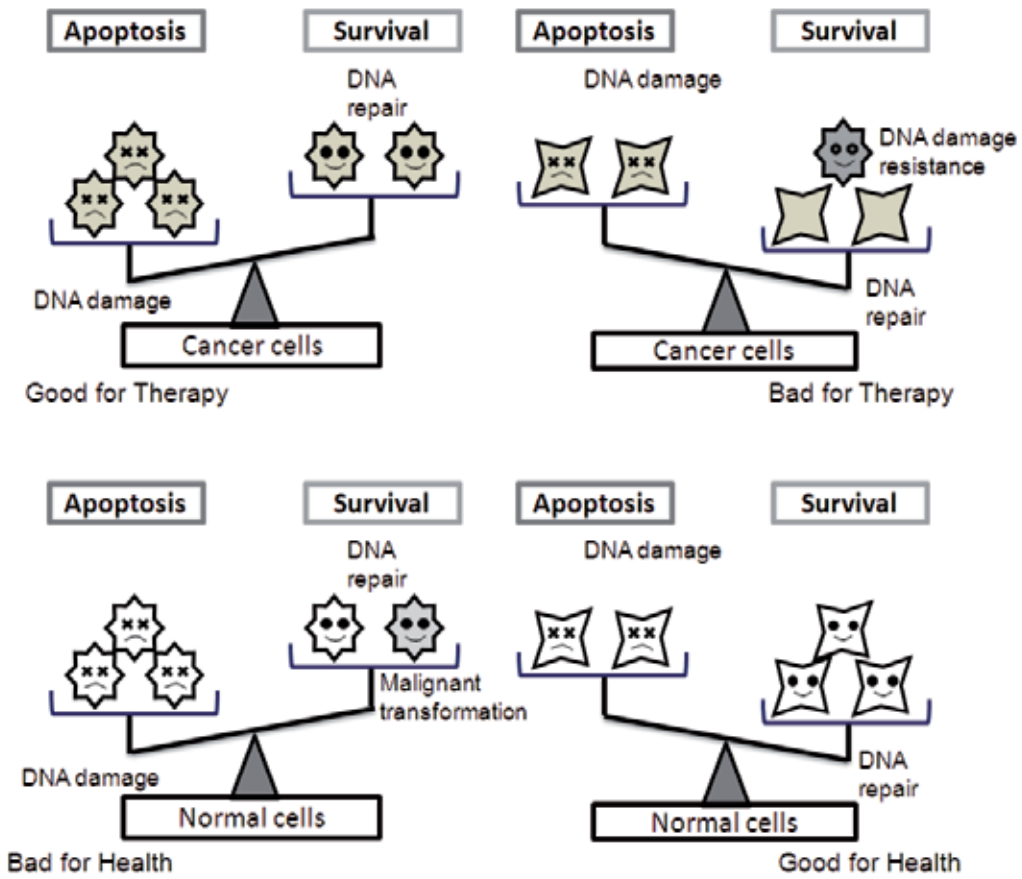 Apoptosis
Survival
DNA
repair
DNA damage
Cancer cells
Good for Therapy
Apoptosis
Survival
DNA damage
DNA damage
resistance
DNA
repair
Cancer cells
Bad for Therapy
Apoptosis
Survival
DNA
repair
Malignant
transformation
DNA damage
Normal cells
Bad for Health
Apoptosis
Survival
DNA damage
DNA
repair
Normal cells
Good for Health